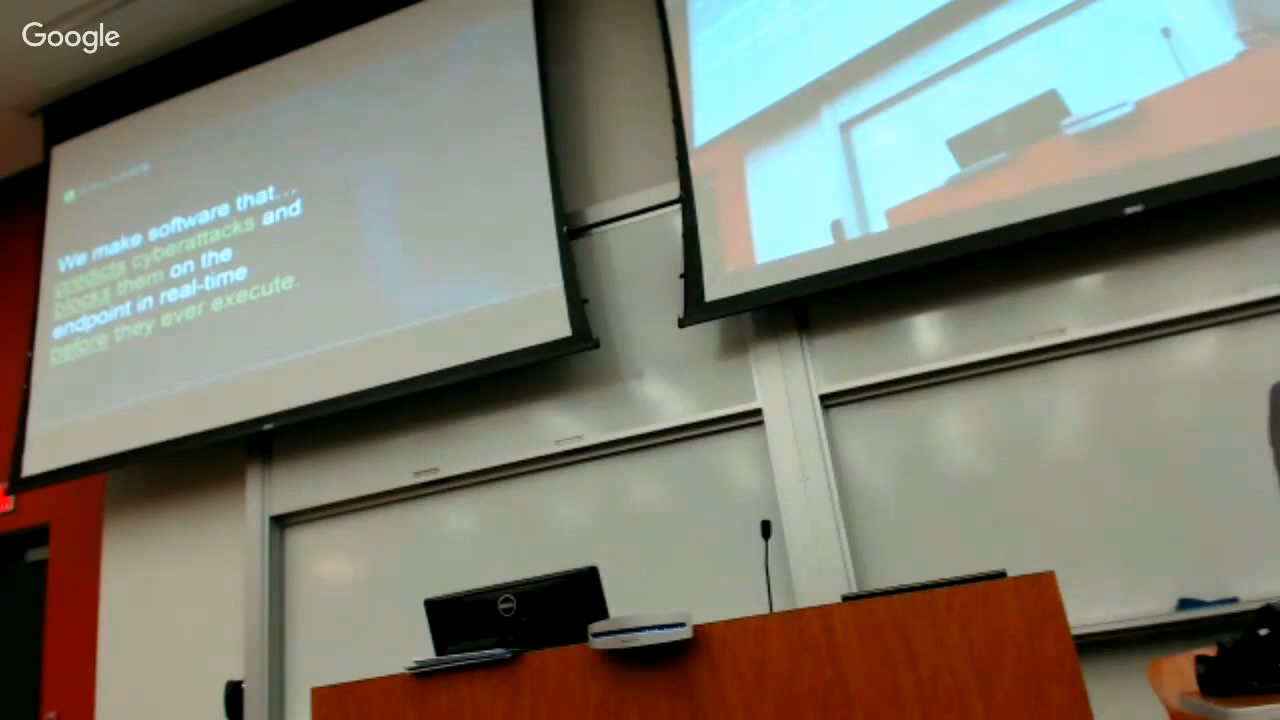 Google
We make software that...
predicts cyberattacks and
blocks them on the
endpoint in real-time
before they ever execute.
DELL